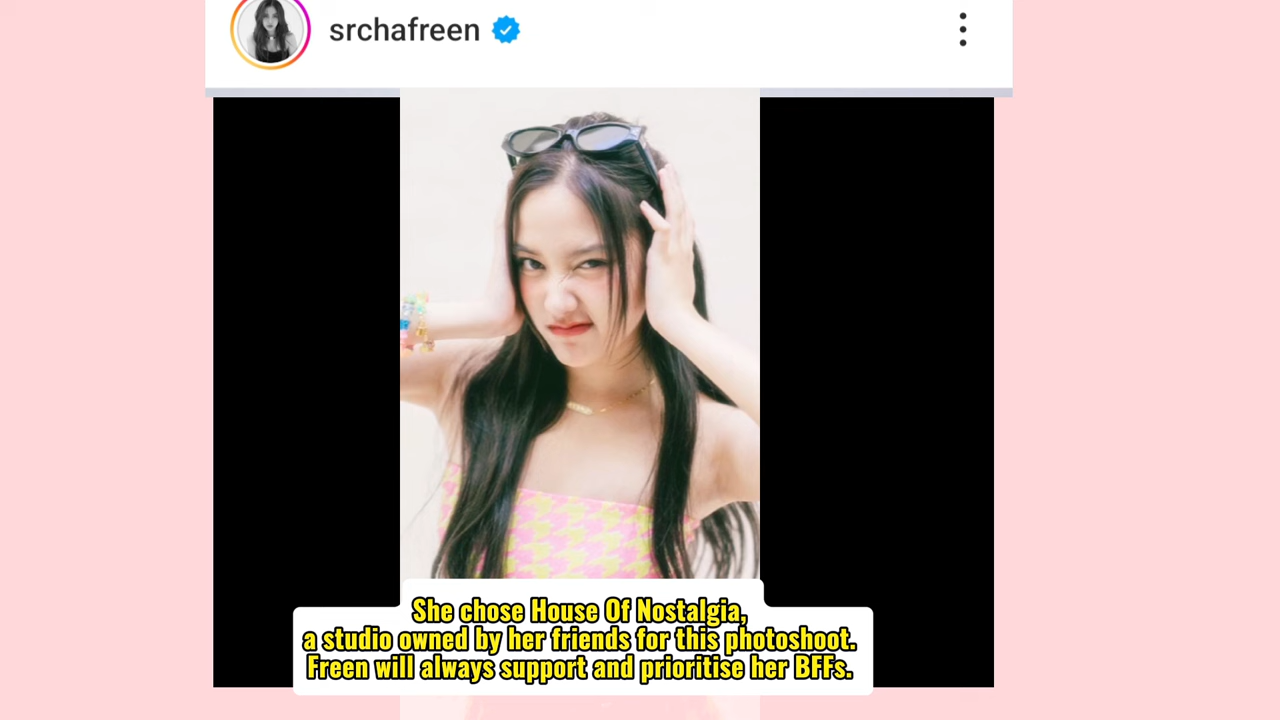 srchafreen
She chose House Of Nostalgia,
a studio owned by her friends for this photoshoot.
Freen will always support and prioritise her BFFs.